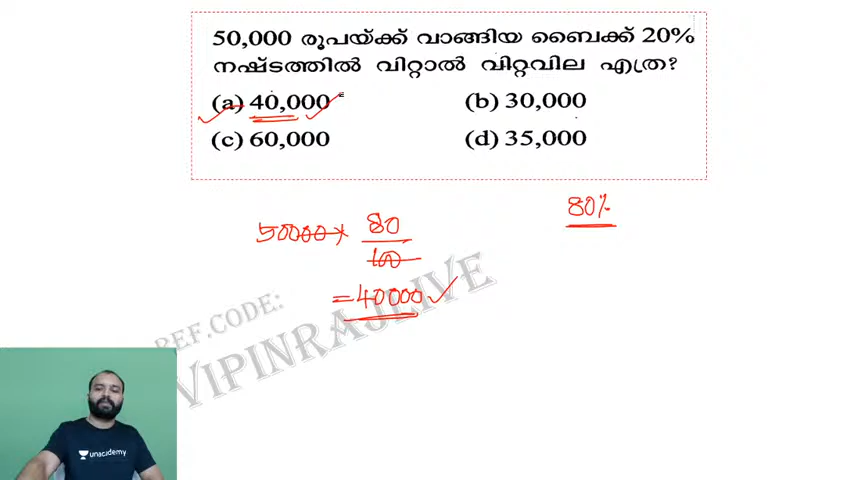 50,000 രൂപയ്ക്ക് വാങ്ങിയ ബൈക്ക് 20%
നഷ്ടത്തിൽ വിറ്റാൽ വിറ്റവില എത്ര?
(a) 40,000 (b) 30,000
(c) 60,000 (d) 35,000
80%
50000 × 80
100
= 40000
REF.CODE:
VIPINRAJLIVE
unacademy